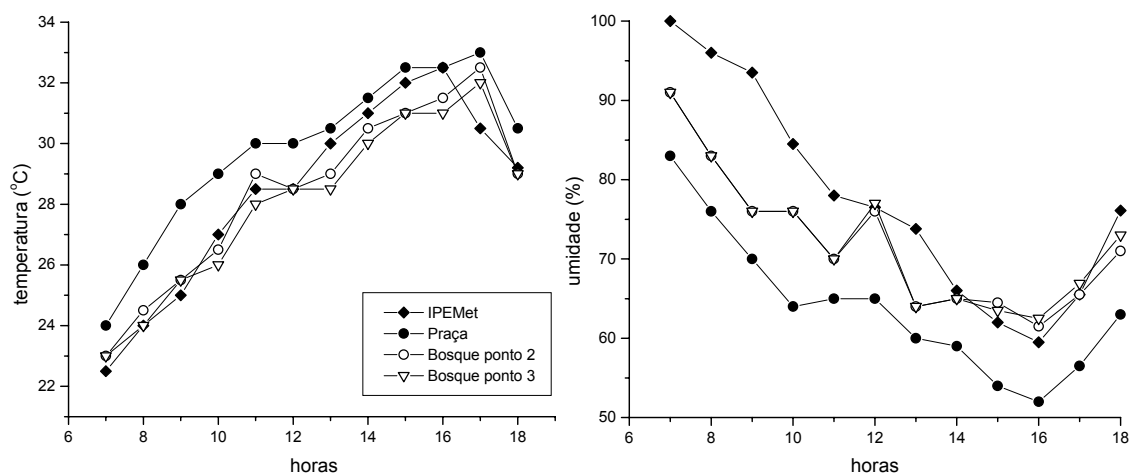 34
32
30
28
26
24
22
temperatura (°C)
6 8 10 12 14 16 18
horas
IPEMet
Praça
Bosque ponto 2
Bosque ponto 3
100
90
80
70
60
50
umidade (%)
6 8 10 12 14 16 18
horas